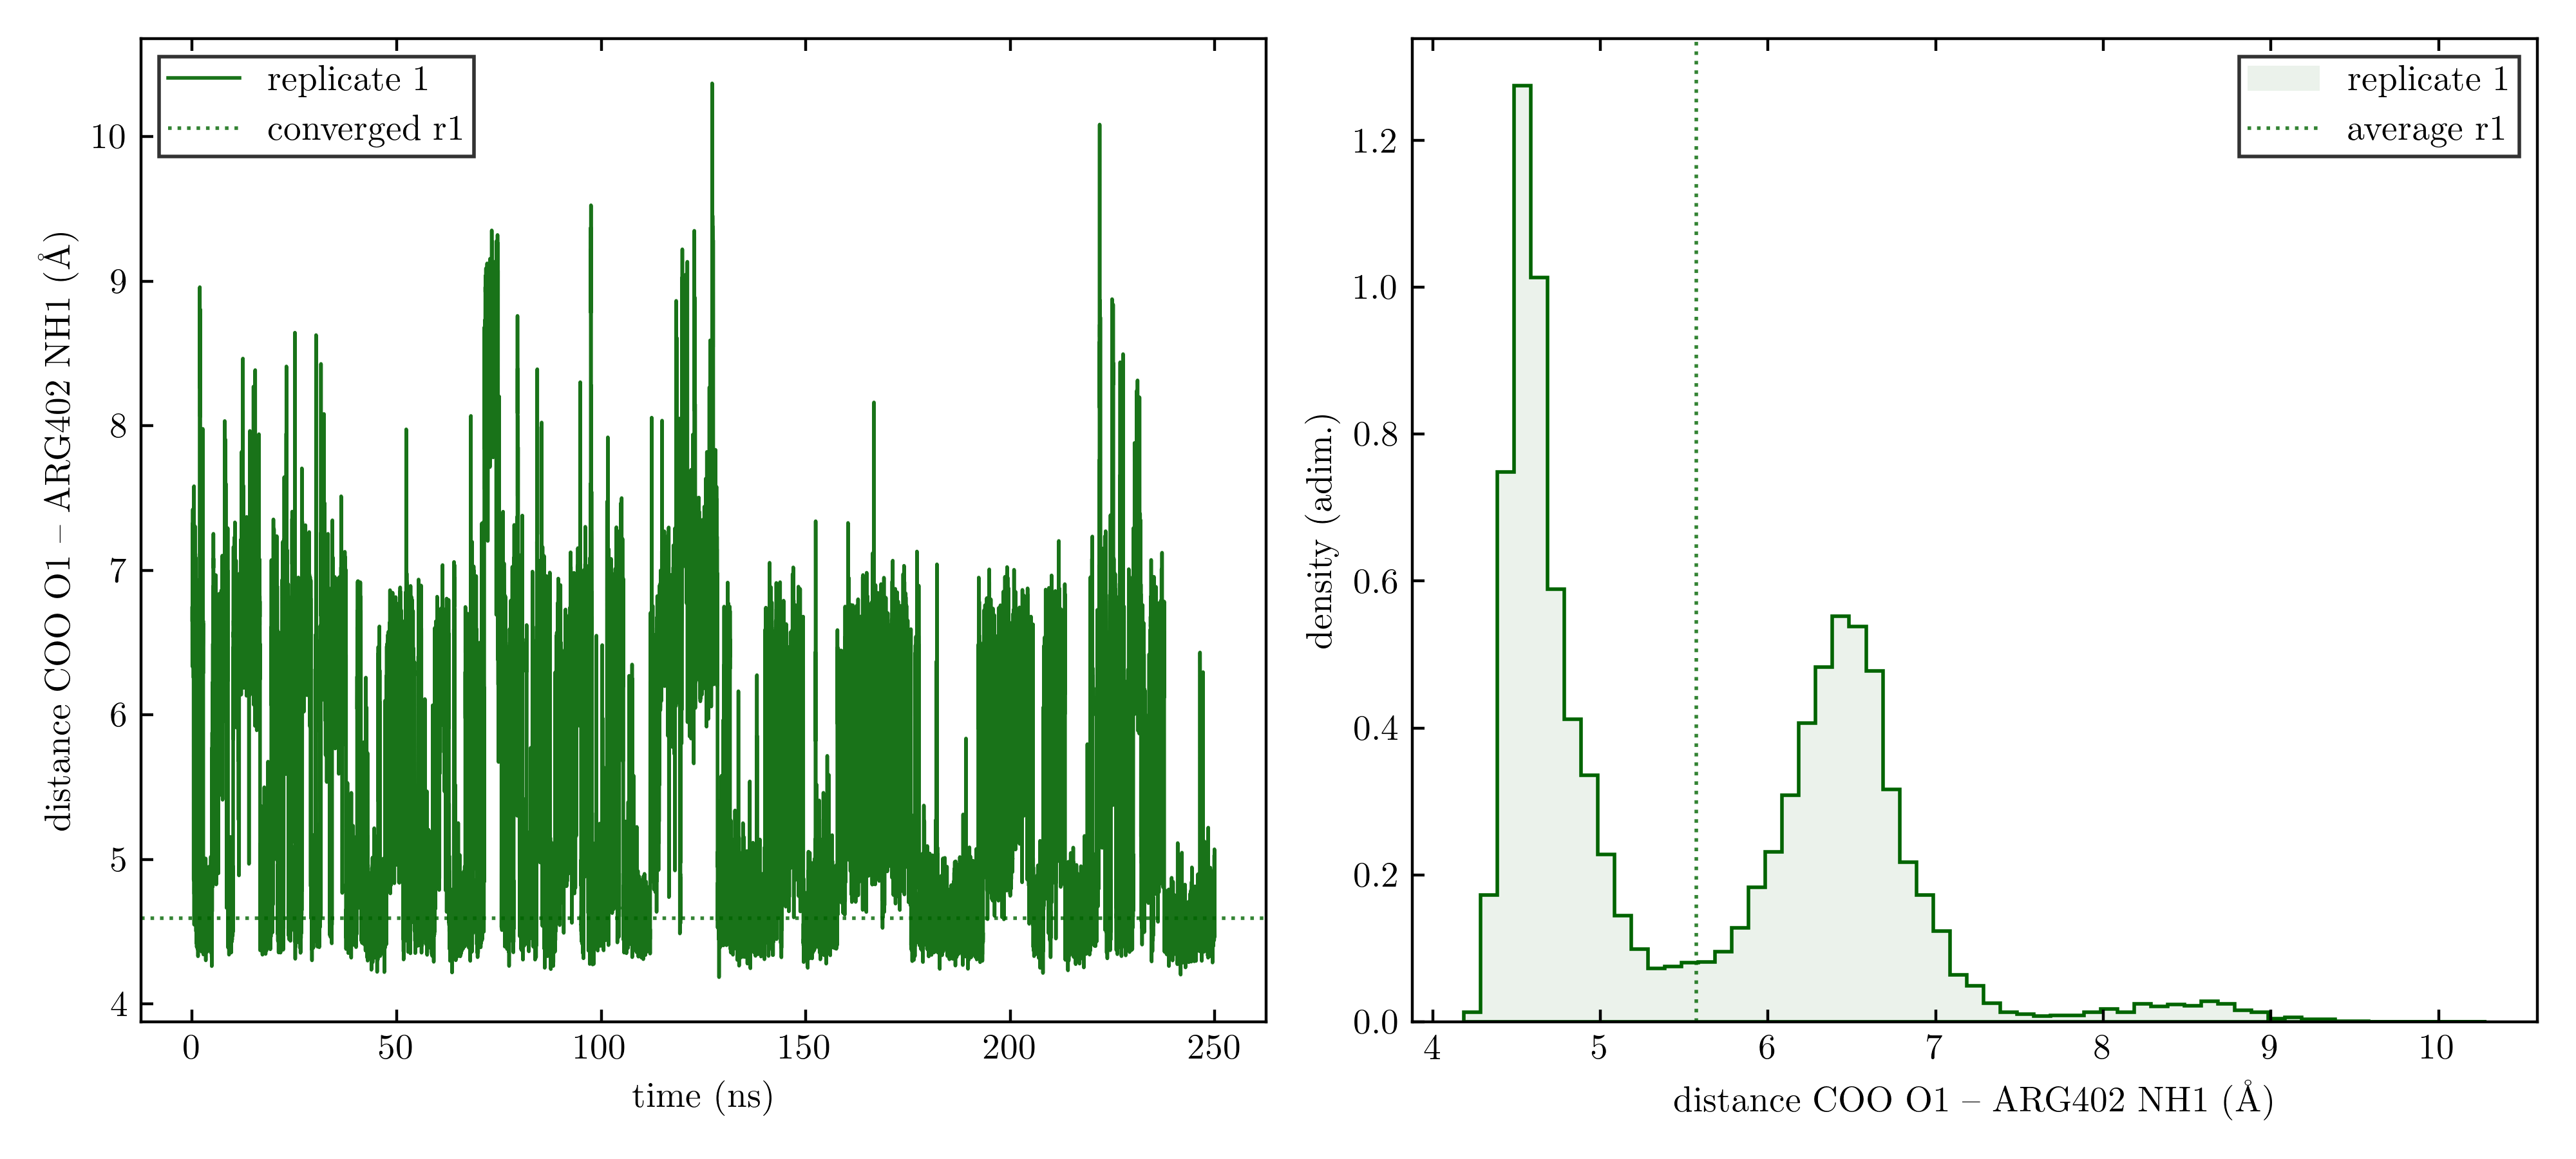 replicate 1
converged r1
distance COO O1 – ARG402 NH1 (Å)
10
9
8
7
6
5
4
0 50 100 150 200 250
time (ns)
replicate 1
average r1
density (adim.)
1.2
1.0
0.8
0.6
0.4
0.2
0.0
4 5 6 7 8 9 10
distance COO O1 – ARG402 NH1 (Å)